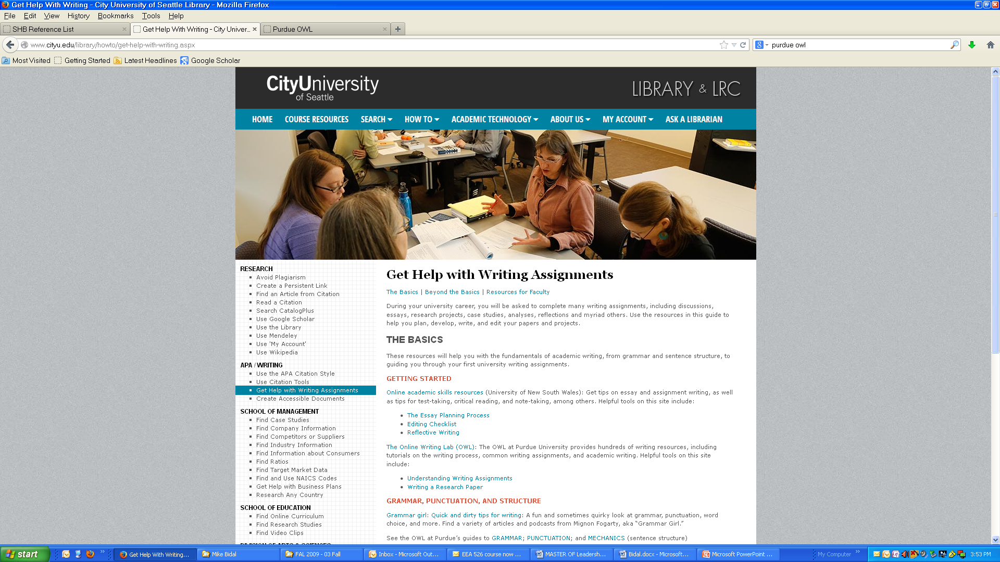 Get Help With Writing - City University of Seattle Library - Mozilla Firefox
File Edit View History Bookmarks Tools Help
SHB Reference List
Get Help With Writing - City Univer...
Purdue OWL
www.cityu.edu/library/howto/get-help-with-writing.aspx
purdue owl
Most Visited Getting Started Latest Headlines Google Scholar
CityUniversity
of Seattle
LIBRARY & LRC
HOME COURSE RESOURCES SEARCH HOW TO ACADEMIC TECHNOLOGY ABOUT US MY ACCOUNT ASK A LIBRARIAN
RESEARCH
Avoid Plagiarism
Create a Persistent Link
Find an Article from Citation
Read a Citation
Search CatalogPlus
Use Google Scholar
Use the Library
Use Mendeley
Use 'My Account'
Use Wikipedia
APA / WRITING
Use the APA Citation Style
Use Citation Tools
Get Help with Writing Assignments
Create Accessible Documents
SCHOOL OF MANAGEMENT
Find Case Studies
Find Company Information
Find Competitors or Suppliers
Find Industry Information
Find Information about Consumers
Find Ratios
Find Target Market Data
Find and Use NAICS Codes
Get Help with Business Plans
Research Any Country
SCHOOL OF EDUCATION
Find Online Curriculum
Find Research Studies
Find Video Clips
DIVISION OF ARTS & SCIENCES
Get Help with Writing Assignments
The Basics | Beyond the Basics | Resources for Faculty
During your university career, you will be asked to complete many writing assignments, including discussions,
essays, research projects, case studies, analyses, reflections and myriad others. Use the resources in this guide to
help you plan, develop, write, and edit your papers and projects.
THE BASICS
These resources will help you with the fundamentals of academic writing, from grammar and sentence structure, to
guiding you through your first university writing assignments.
GETTING STARTED
Online academic skills resources (University of New South Wales): Get tips on essay and assignment writing, as well
as tips for test-taking, critical reading, and note-taking, among others. Helpful tools on this site include:
The Essay Planning Process
Editing Checklist
Reflective Writing
The Online Writing Lab (OWL): The OWL at Purdue University provides hundreds of writing resources, including
tutorials on the writing process, common writing assignments, and academic writing. Helpful tools on this site
include:
Understanding Writing Assignments
Writing a Research Paper
GRAMMAR, PUNCTUATION, AND STRUCTURE
Grammar girl: Quick and dirty tips for writing: A fun and sometimes quirky look at grammar, punctuation, word
choice, and more. Find a variety of articles and podcasts from Mignon Fogarty, aka “Grammar Girl.”
See the OWL at Purdue’s guides to GRAMMAR; PUNCTUATION; and MECHANICS (sentence structure)
start
Get Help With Writing...
Mike Bidal
FAL 2009 - 03 Fall
Inbox - Microsoft Out...
EEA 526 course now ...
MASTER OF Leadersh...
Bidal.docx - Microsoft...
Microsoft PowerPoint ...
My Computer
3:53 PM